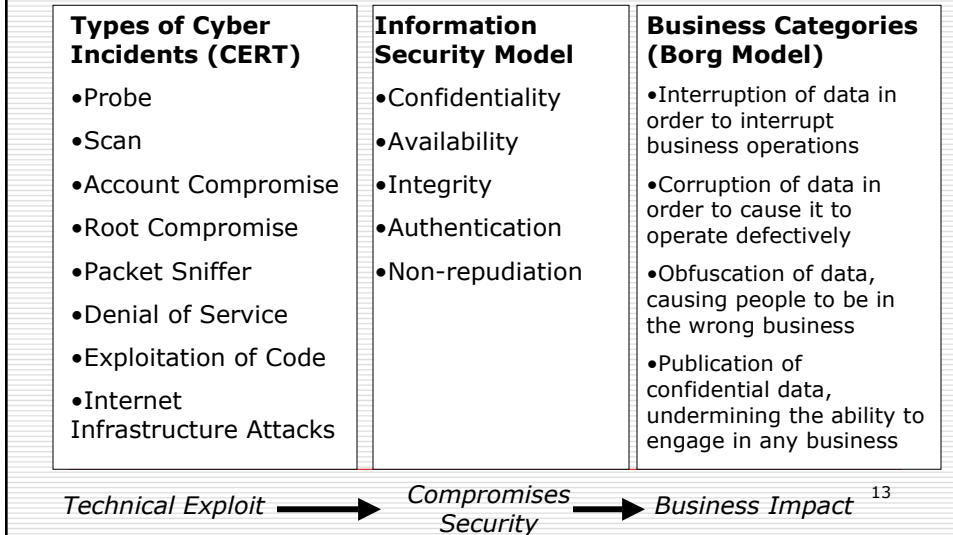 Types of Cyber
Incidents (CERT)
•Probe
•Scan
•Account Compromise
•Root Compromise
•Packet Sniffer
•Denial of Service
•Exploitation of Code
•Internet
Infrastructure Attacks
Information
Security Model
•Confidentiality
•Availability
•Integrity
•Authentication
•Non-repudiation
Business Categories
(Borg Model)
•Interruption of data in
order to interrupt
business operations
•Corruption of data in
order to cause it to
operate defectively
•Obfuscation of data,
causing people to be in
the wrong business
•Publication of
confidential data,
undermining the ability to
engage in any business
Technical Exploit
Compromises
Security
Business Impact
13